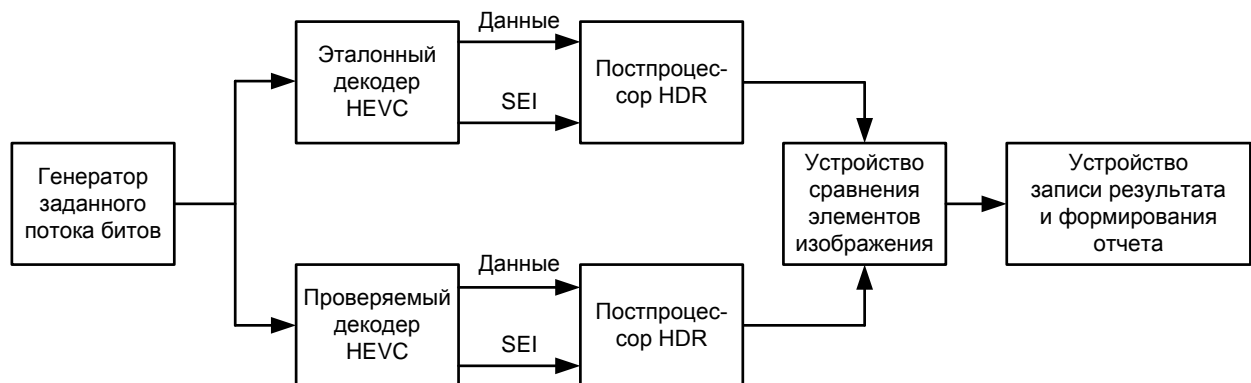 Генератор
заданного
потока битов
Эталонный
декодер
HEVC
Данные
SEI
Постпроцес-
сор HDR
Проверяемый
декодер
HEVC
Данные
SEI
Постпроцес-
сор HDR
Устройство
сравнения
элементов
изображения
Устройство
записи результата
и формирования
отчета